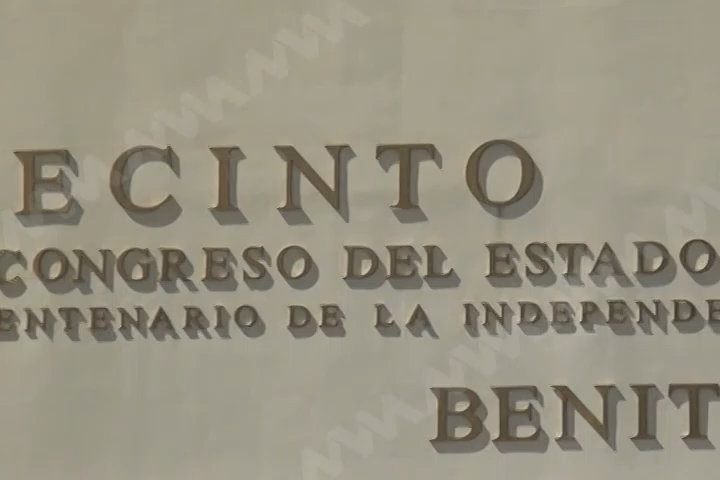 ECINTO
CONGRESO DEL ESTADO
ENTENARIO DE LA INDEPENDE
BENIT